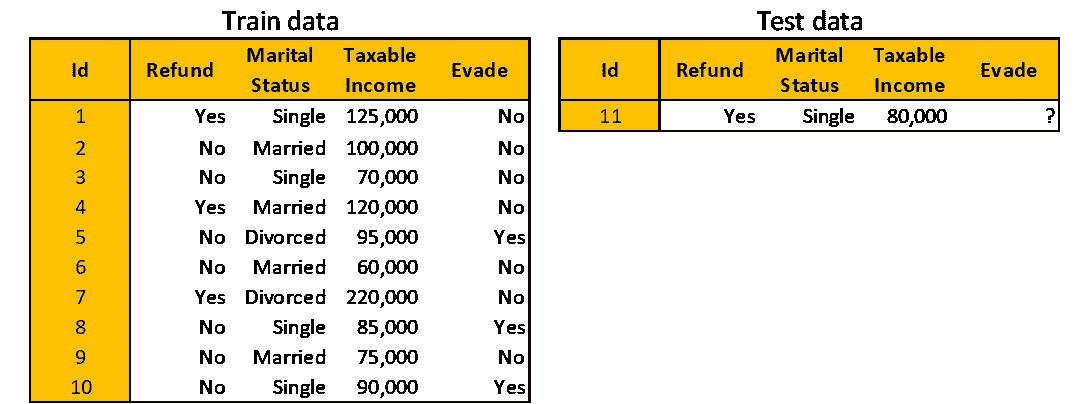 Train data
Id Refund Marital Status Taxable Income Evade
1 Yes Single 125,000 No
2 No Married 100,000 No
3 No Single 70,000 No
4 Yes Married 120,000 No
5 No Divorced 95,000 Yes
6 No Married 60,000 No
7 Yes Divorced 220,000 No
8 No Single 85,000 Yes
9 No Married 75,000 No
10 No Single 90,000 Yes
Test data
Id Refund Marital Status Taxable Income Evade
11 Yes Single 80,000 ?